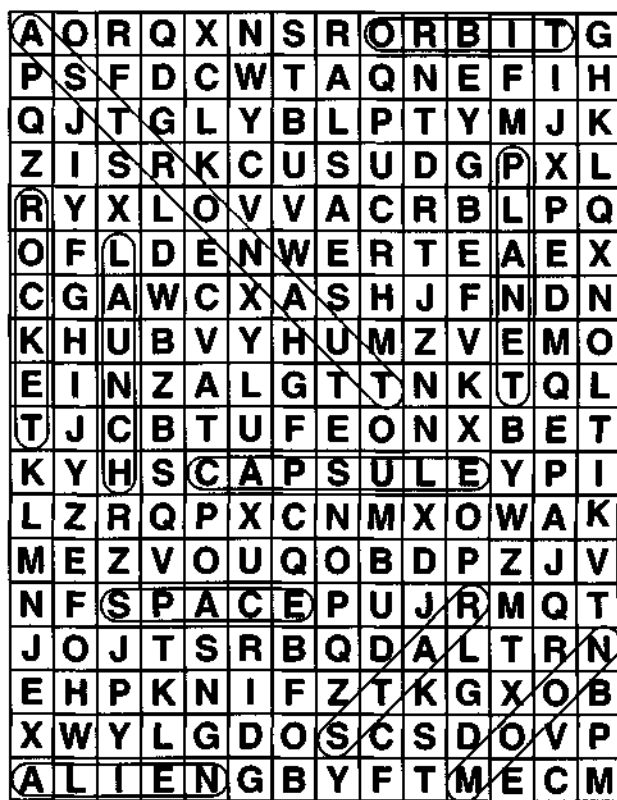 A O R Q X N S R O R B I T G
P S F D C W T A Q N E F I H
Q J T G L Y B L P T Y M J K
Z I S R K C U S U D G P X L
R Y X L O V V A C R B L P Q
O F L D E N W E R T E A E X
C G A W C X A S H J F N D N
K H U B V Y H U M Z V E M O
E I N Z A L G T T N K T Q L
T J C B T U F E O N X B E T
K Y H S C A P S U L E Y P I
L Z R Q P X C N M X O W A K
M E Z V O U Q O B D P Z J V
N F S P A C E P U J R M Q T
J O J T S R B Q D A L T R N
E H P K N I F Z T K G X O B
X W Y L G D O S C S D O V P
A L I E N G B Y F T M E C M